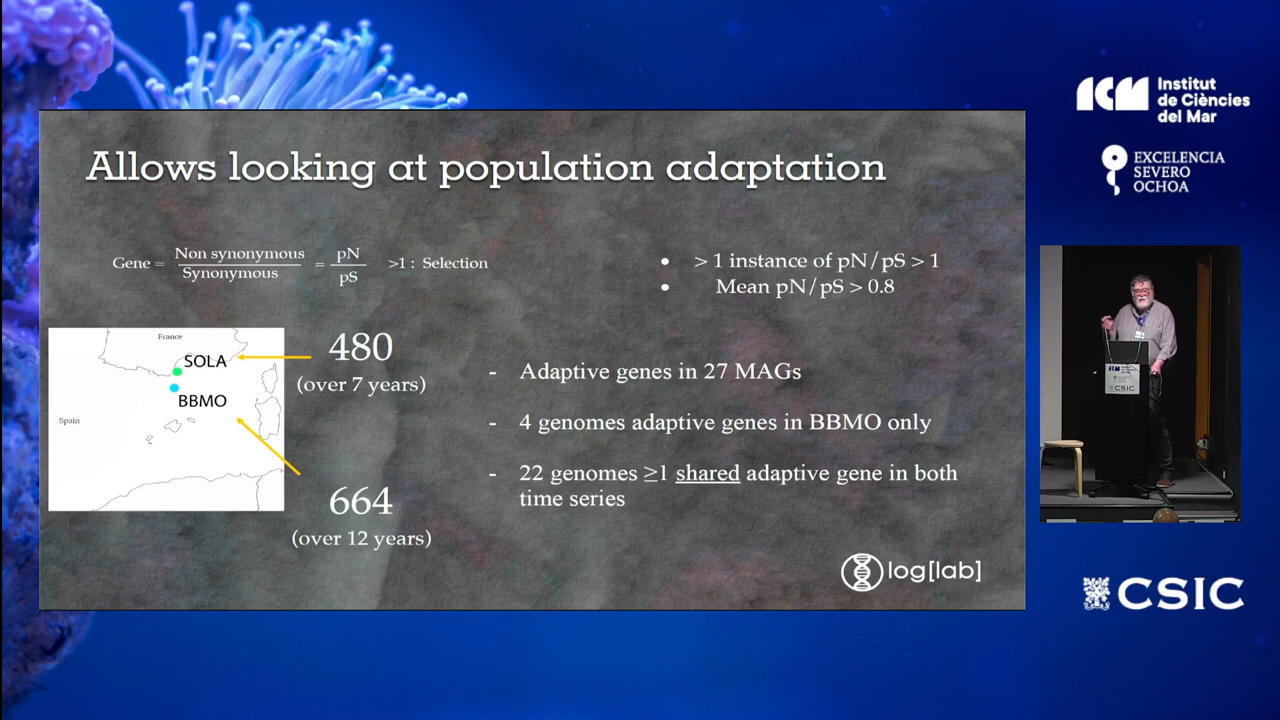 Allows looking at population adaptation
Gene = Non synonymous / Synonymous = pN / pS >1 : Selection
• > 1 instance of pN/pS > 1
• Mean pN/pS > 0.8
France
SOLA
BBMO
Spain
480
(over 7 years)
664
(over 12 years)
- Adaptive genes in 27 MAGs
- 4 genomes adaptive genes in BBMO only
- 22 genomes ≥1 shared adaptive gene in both
time series
log[lab]
ICM
Institut
de Ciències
del Mar
EXCELENCIA
SEVERO
OCHOA
CSIC
CSIC